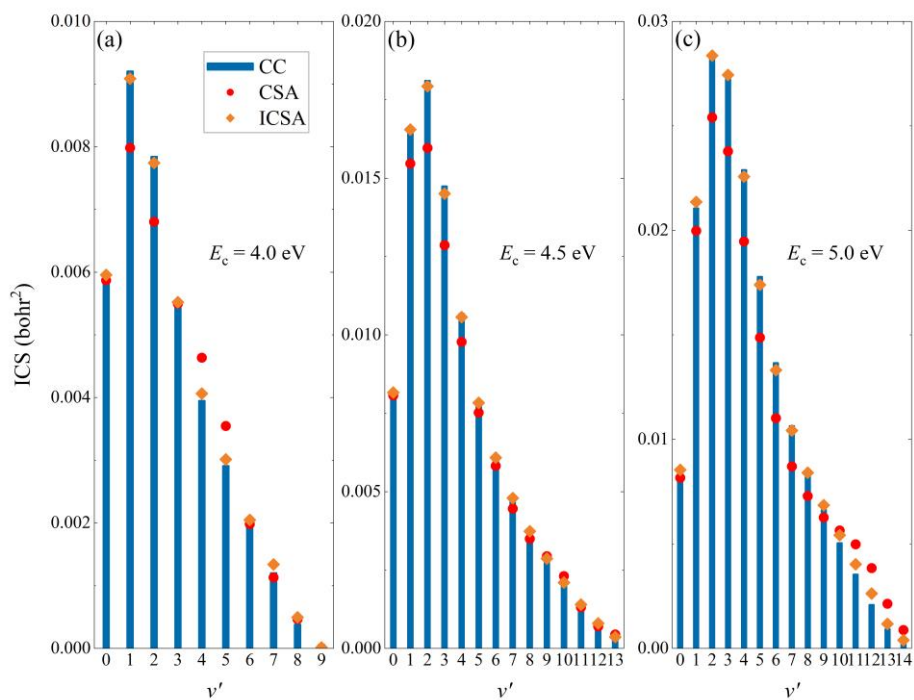 0.010
0.008
0.006
0.004
0.002
0.000
ICS (bohr²)
(a)
CC
CSA
ICSA
E_c = 4.0 eV
0 1 2 3 4 5 6 7 8 9
v′
0.020
0.015
0.010
0.005
0.000
(b)
E_c = 4.5 eV
0 1 2 3 4 5 6 7 8 9 10 11 12 13
v′
0.03
0.02
0.01
0.00
(c)
E_c = 5.0 eV
0 1 2 3 4 5 6 7 8 9 10 11 12 13 14
v′